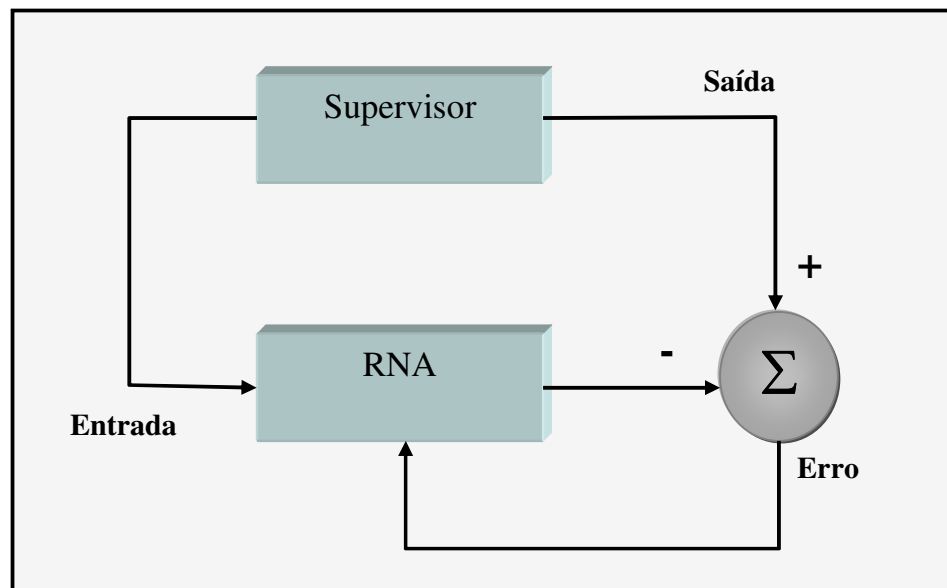 Supervisor
Saída
+
RNA
-
Σ
Entrada
Erro